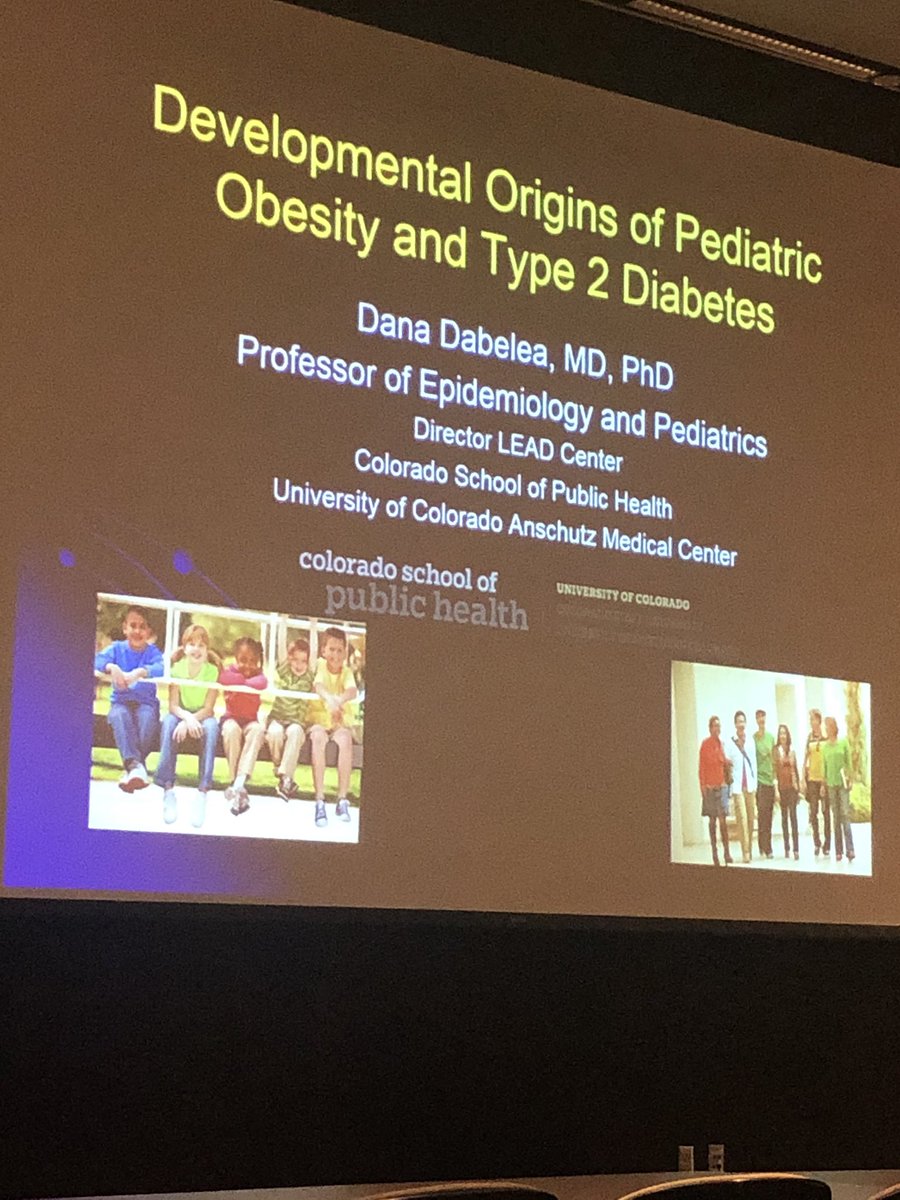 Developmental Origins of Pediatric
Obesity and Type 2 Diabetes
Dana Dabelea, MD, PhD
Professor of Epidemiology and Pediatrics
Director LEAD Center
Colorado School of Public Health
University of Colorado Anschutz Medical Center
colorado school of
public health
UNIVERSITY OF COLORADO